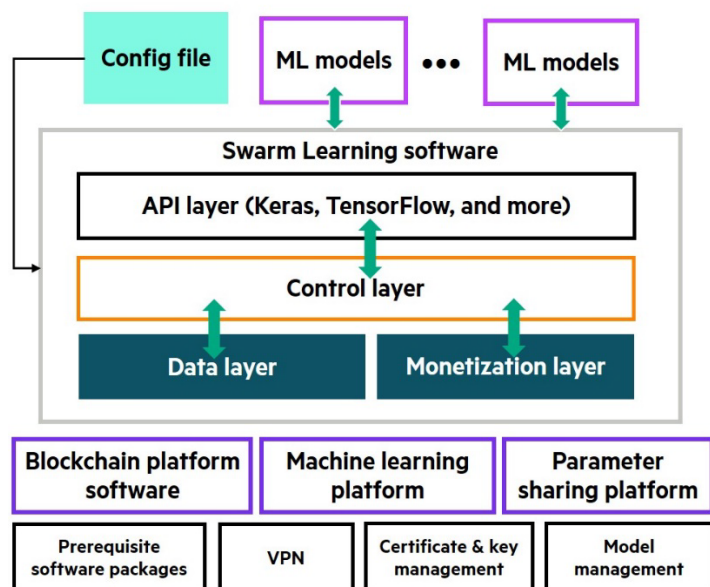 Config file
ML models
•••
ML models
Swarm Learning software
API layer (Keras, TensorFlow, and more)
Control layer
Data layer
Monetization layer
Blockchain platform
software
Machine learning
platform
Parameter
sharing platform
Prerequisite
software packages
VPN
Certificate & key
management
Model
management